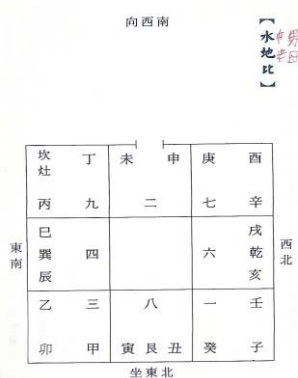 向西南
【水地比】
坎灶 丁 未 申 庚 酉
丙 九 二 七 辛
東南
巳巽辰 四 六 戌乾亥
西北
乙 三 八 一 壬
卯 甲 寅 艮 丑 癸 子
坐東北